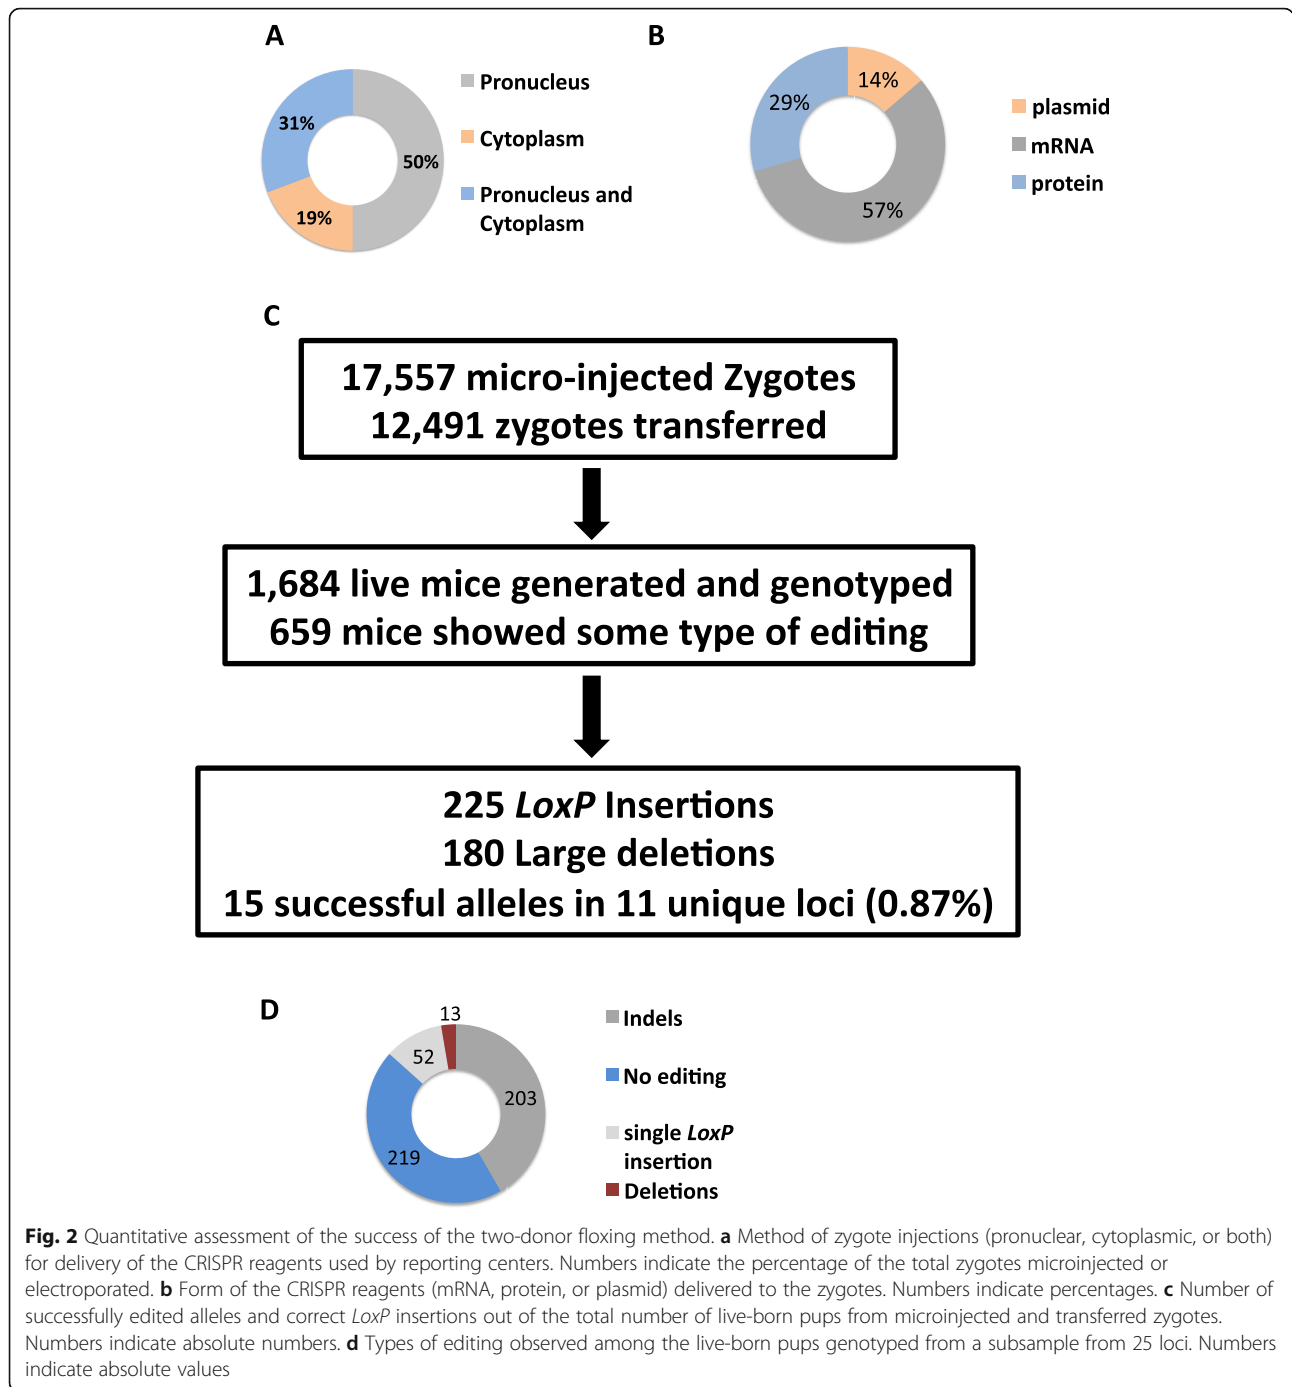 A
50%
19%
31%
Pronucleus
Cytoplasm
Pronucleus and
Cytoplasm
B
14%
57%
29%
plasmid
mRNA
protein
C
17,557 micro-injected Zygotes
12,491 zygotes transferred
1,684 live mice generated and genotyped
659 mice showed some type of editing
225 LoxP Insertions
180 Large deletions
15 successful alleles in 11 unique loci (0.87%)
D
13
52
203
219
Indels
No editing
single LoxP
insertion
Deletions
Fig. 2 Quantitative assessment of the success of the two-donor floxing method. a Method of zygote injections (pronuclear, cytoplasmic, or both)
for delivery of the CRISPR reagents used by reporting centers. Numbers indicate the percentage of the total zygotes microinjected or
electroporated. b Form of the CRISPR reagents (mRNA, protein, or plasmid) delivered to the zygotes. Numbers indicate percentages. c Number of
successfully edited alleles and correct LoxP insertions out of the total number of live-born pups from microinjected and transferred zygotes.
Numbers indicate absolute numbers. d Types of editing observed among the live-born pups genotyped from a subsample from 25 loci. Numbers
indicate absolute values